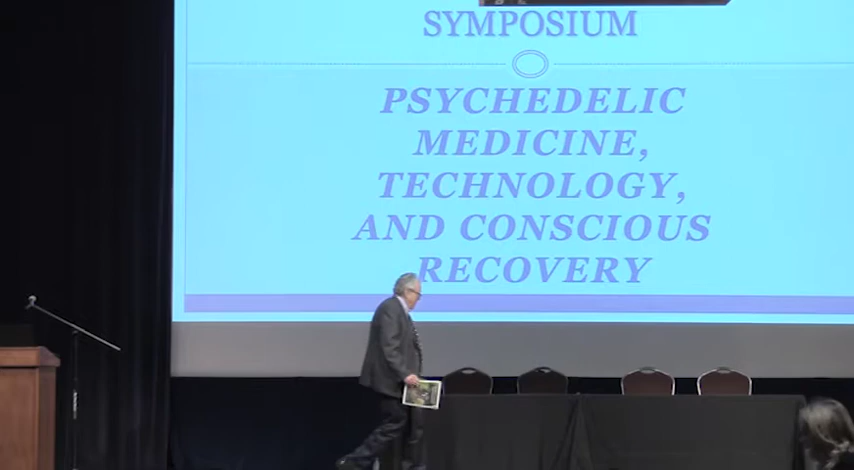 SYMPOSIUM
PSYCHEDELIC
MEDICINE,
TECHNOLOGY,
AND CONSCIOUS
RECOVERY